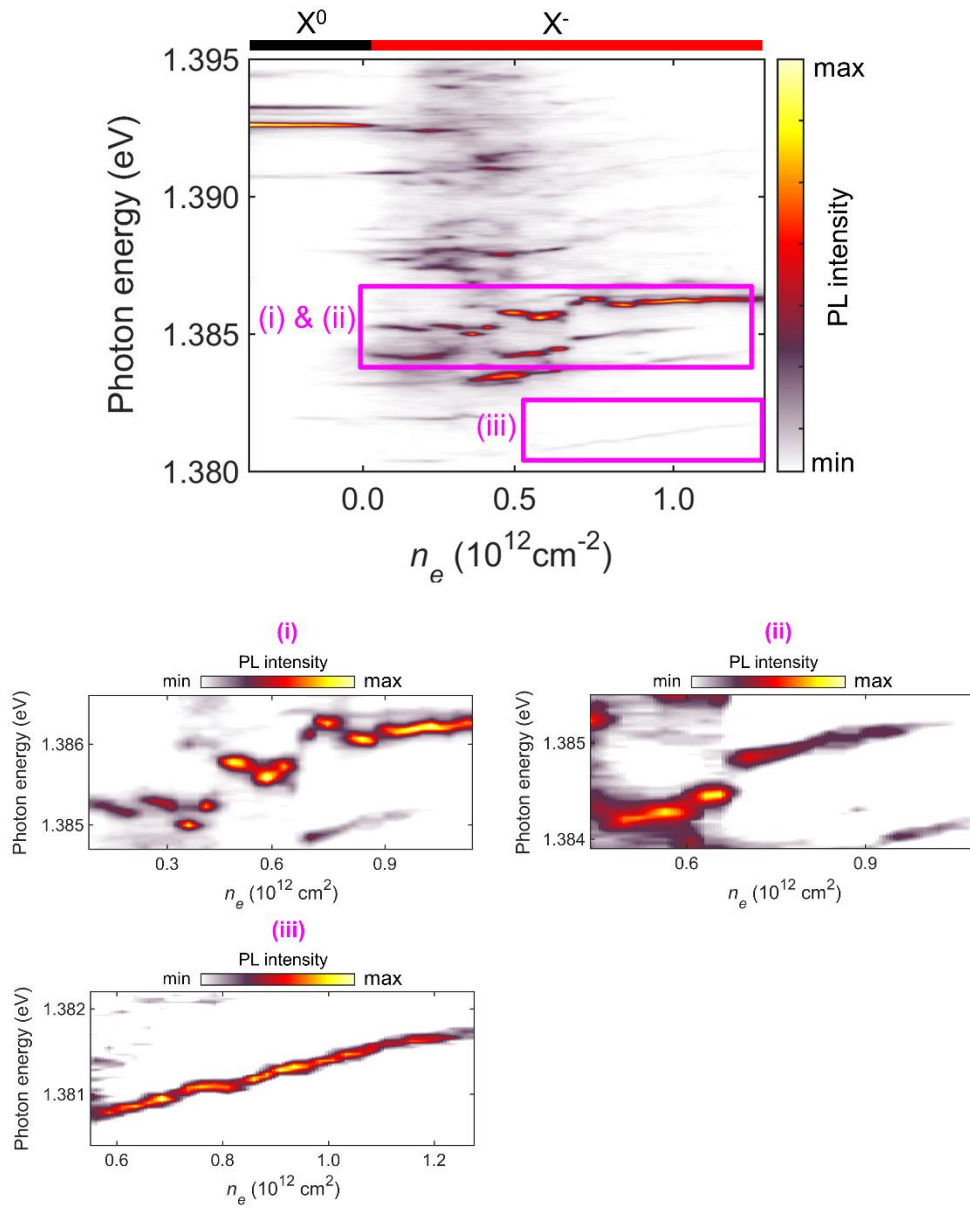 X⁰ X⁻
1.395
1.390
1.385
1.380
Photon energy (eV)
(i) & (ii)
(iii)
max
PL intensity
min
0.0 0.5 1.0
nₑ (10¹²cm⁻²)
(i)
PL intensity
min max
Photon energy (eV)
1.386
1.385
0.3 0.6 0.9
nₑ (10¹² cm²)
(ii)
PL intensity
min max
Photon energy (eV)
1.385
1.384
0.6 0.9
nₑ (10¹² cm²)
(iii)
PL intensity
min max
Photon energy (eV)
1.382
1.381
0.6 0.8 1.0 1.2
nₑ (10¹² cm²)